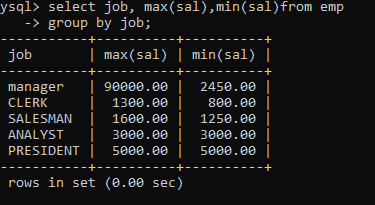 ysql> select job, max(sal),min(sal)from emp
-> group by job;
-----------+----------+----------+
job | max(sal) | min(sal) |
-----------+----------+----------+
manager | 90000.00 | 2450.00 |
CLERK | 1300.00 | 800.00 |
SALESMAN | 1600.00 | 1250.00 |
ANALYST | 3000.00 | 3000.00 |
PRESIDENT | 5000.00 | 5000.00 |
-----------+----------+----------+
rows in set (0.00 sec)